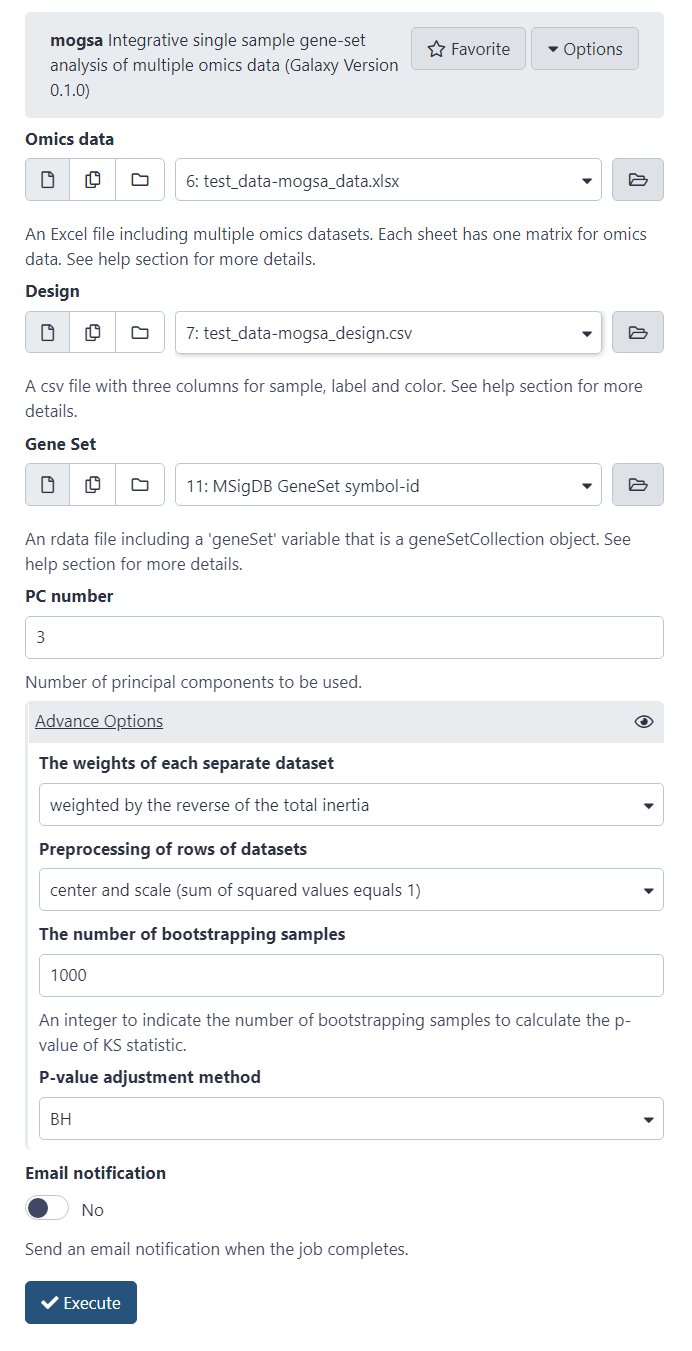 mogsa Integrative single sample gene-set
analysis of multiple omics data (Galaxy Version
0.1.0)
Favorite
Options
Omics data
6: test_data-mogsa_data.xlsx
An Excel file including multiple omics datasets. Each sheet has one matrix for omics
data. See help section for more details.
Design
7: test_data-mogsa_design.csv
A csv file with three columns for sample, label and color. See help section for more
details.
Gene Set
11: MSigDB GeneSet symbol-id
An rdata file including a 'geneSet' variable that is a geneSetCollection object. See
help section for more details.
PC number
3
Number of principal components to be used.
Advance Options
The weights of each separate dataset
weighted by the reverse of the total inertia
Preprocessing of rows of datasets
center and scale (sum of squared values equals 1)
The number of bootstrapping samples
1000
An integer to indicate the number of bootstrapping samples to calculate the p-
value of KS statistic.
P-value adjustment method
BH
Email notification
No
Send an email notification when the job completes.
Execute